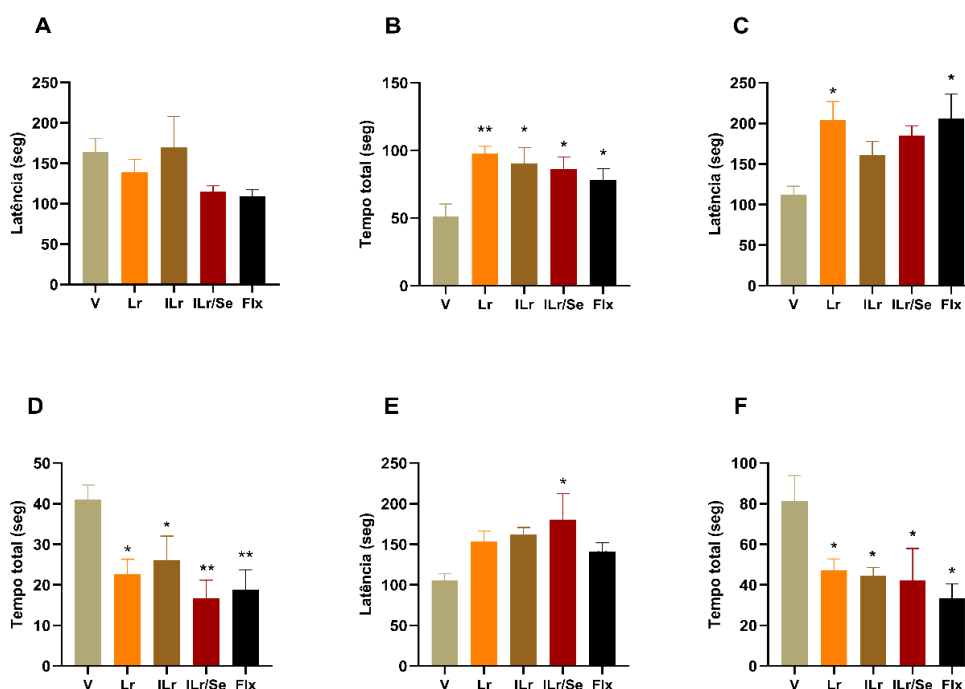 A
Latência (seg)
250
200
150
100
50
0
V Lr ILr ILr/Se Flx
B
Tempo total (seg)
150
100
50
0
** * * *
V Lr ILr ILr/Se Flx
C
Latência (seg)
250
200
150
100
50
0
* *
V Lr ILr ILr/Se Flx
D
Tempo total (seg)
50
40
30
20
10
0
* * ** **
V Lr ILr ILr/Se Flx
E
Latência (seg)
250
200
150
100
50
0
*
V Lr ILr ILr/Se Flx
F
Tempo total (seg)
100
80
60
40
20
0
* * * *
V Lr ILr ILr/Se Flx